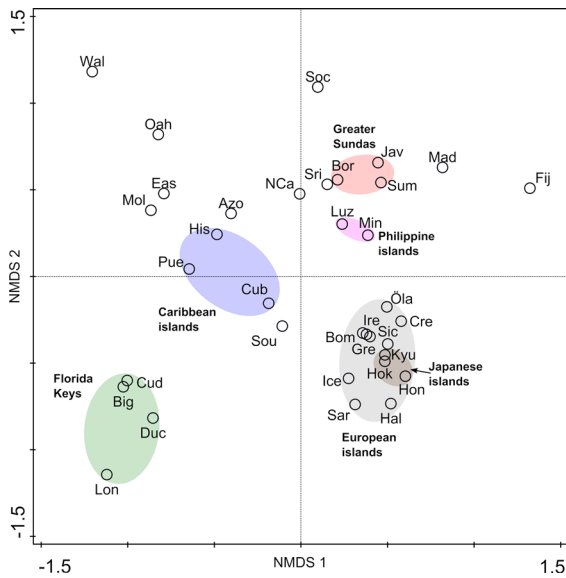 1.5
Wal
Soc
Oah
Greater
Sundas
Jav
Bor
Mad
Sri
Fij
Eas
NCa
Sum
Mol
Azo
Luz
Min
His
Philippine
islands
Pue
NMDS 2
Cub
Öla
Caribbean
islands
Ire
Cre
Sic
Sou
Bom
Gre
Kyu
Japanese
islands
Florida
Keys
Cud
Ice
Hok
Hon
Big
Sar
Hal
Duc
European
islands
Lon
-1.5
-1.5
NMDS 1
1.5